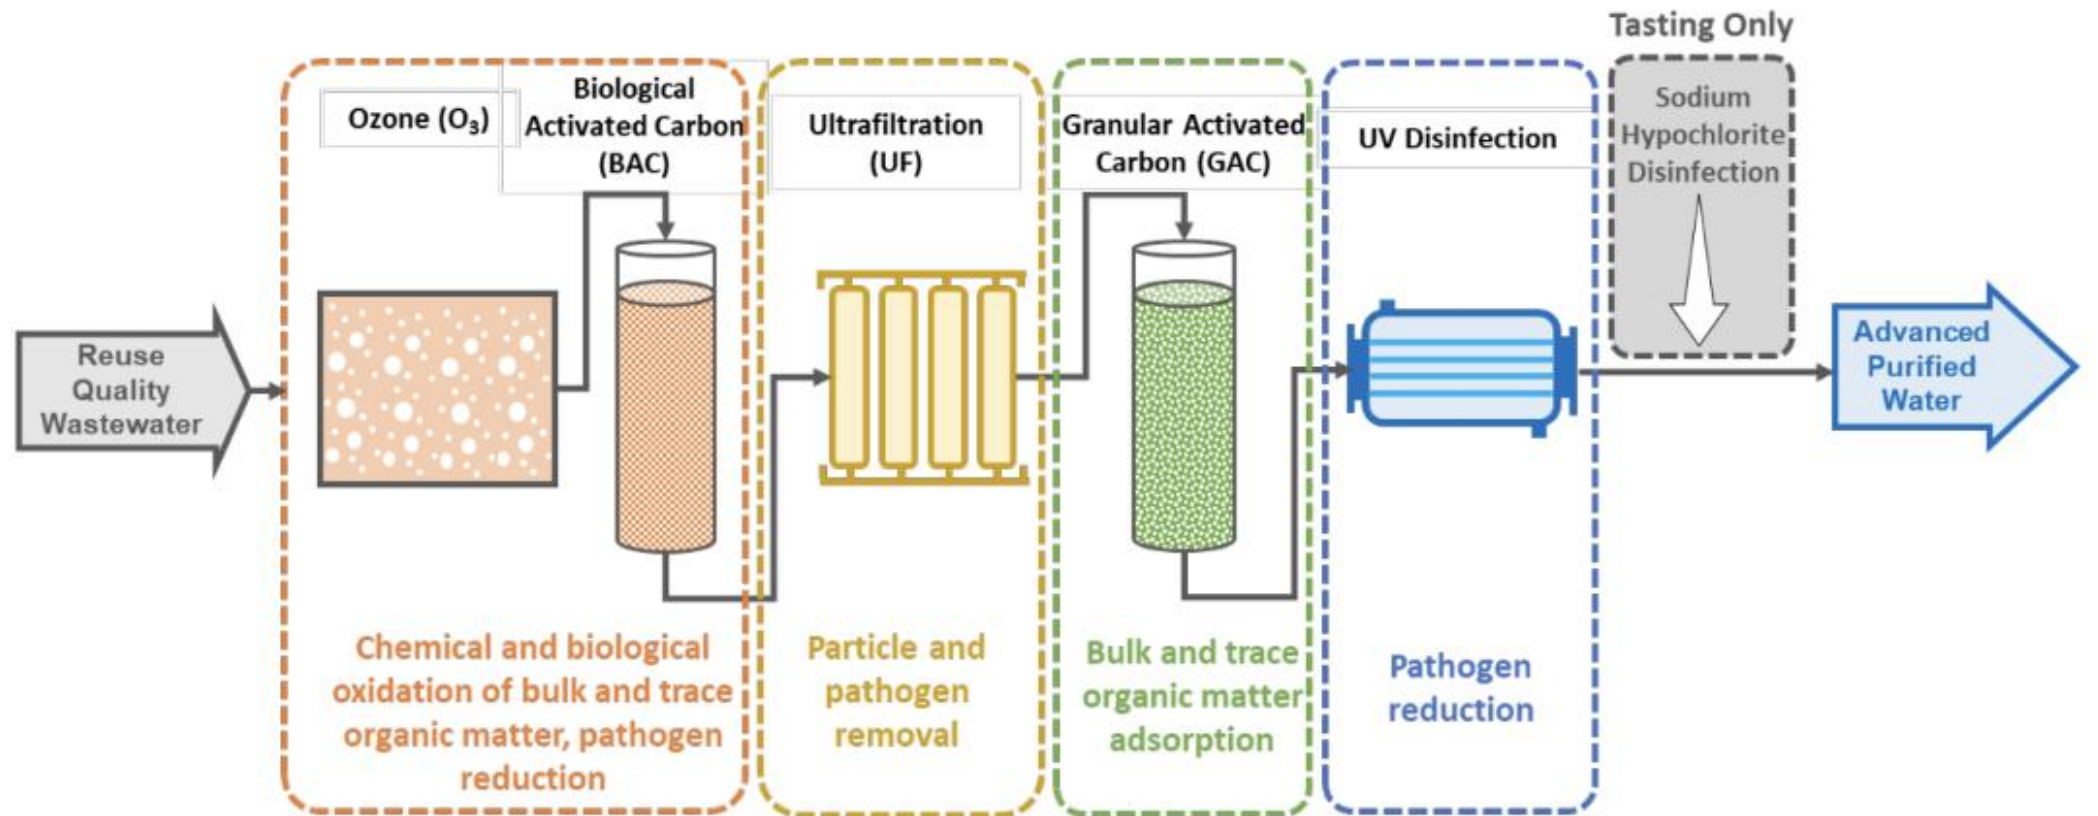 Tasting Only
Reuse
Quality
Wastewater
Ozone (O₃)
Biological
Activated Carbon
(BAC)
Chemical and biological
oxidation of bulk and trace
organic matter, pathogen
reduction
Ultrafiltration
(UF)
Particle and
pathogen
removal
Granular Activated
Carbon (GAC)
Bulk and trace
organic matter
adsorption
UV Disinfection
Pathogen
reduction
Sodium
Hypochlorite
Disinfection
Advanced
Purified
Water